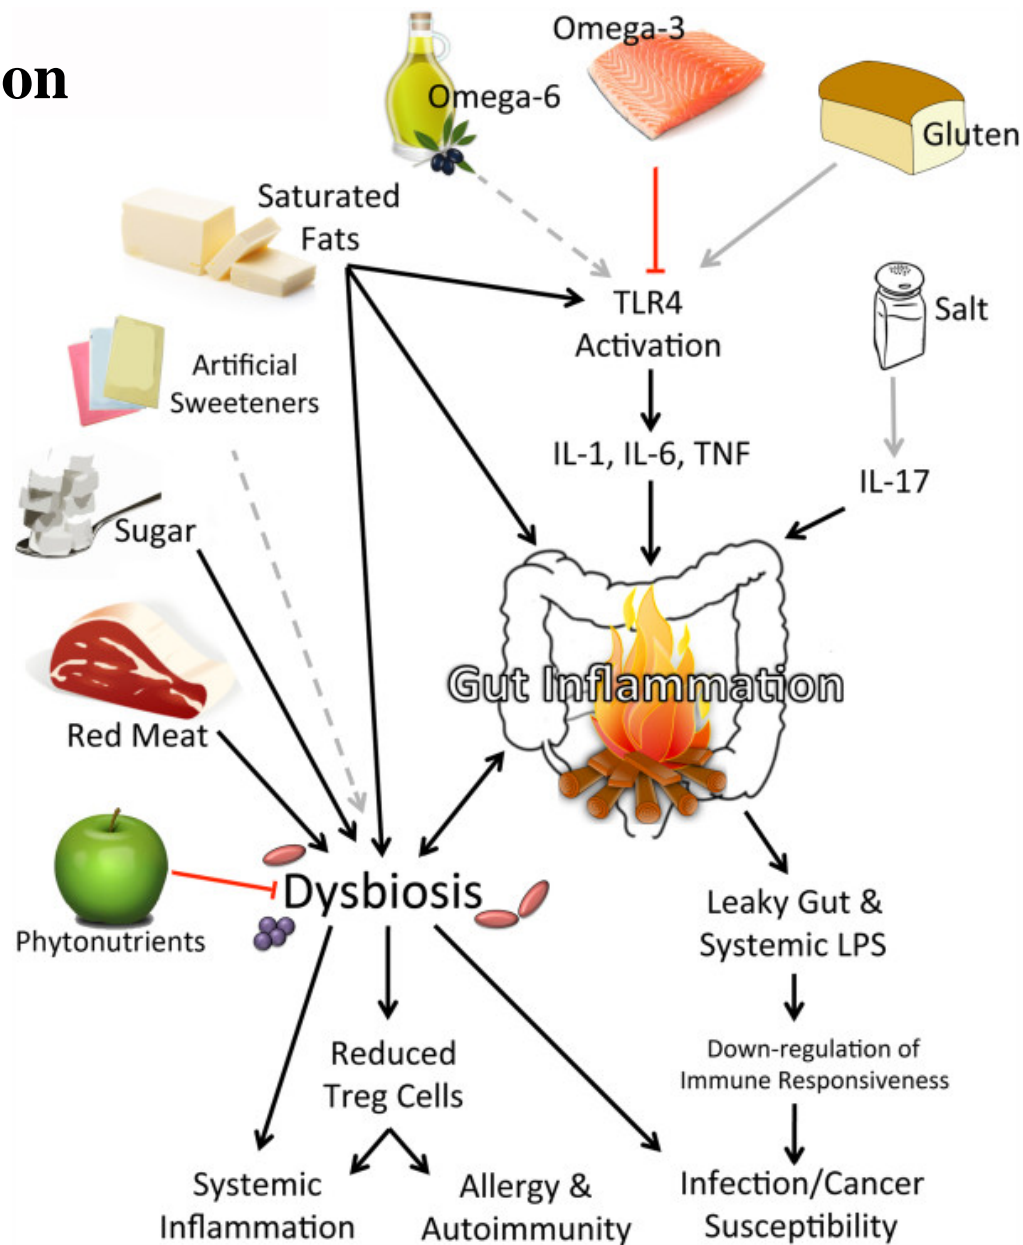 on
Omega-3
Omega-6
Gluten
Saturated
Fats
TLR4
Activation
Salt
Artificial
Sweeteners
IL-1, IL-6, TNF
IL-17
Sugar
Gut Inflammation
Red Meat
Dysbiosis
Leaky Gut &
Systemic LPS
Phytonutrients
Reduced
Treg Cells
Down-regulation of
Immune Responsiveness
Systemic
Inflammation
Allergy &
Autoimmunity
Infection/Cancer
Susceptibility